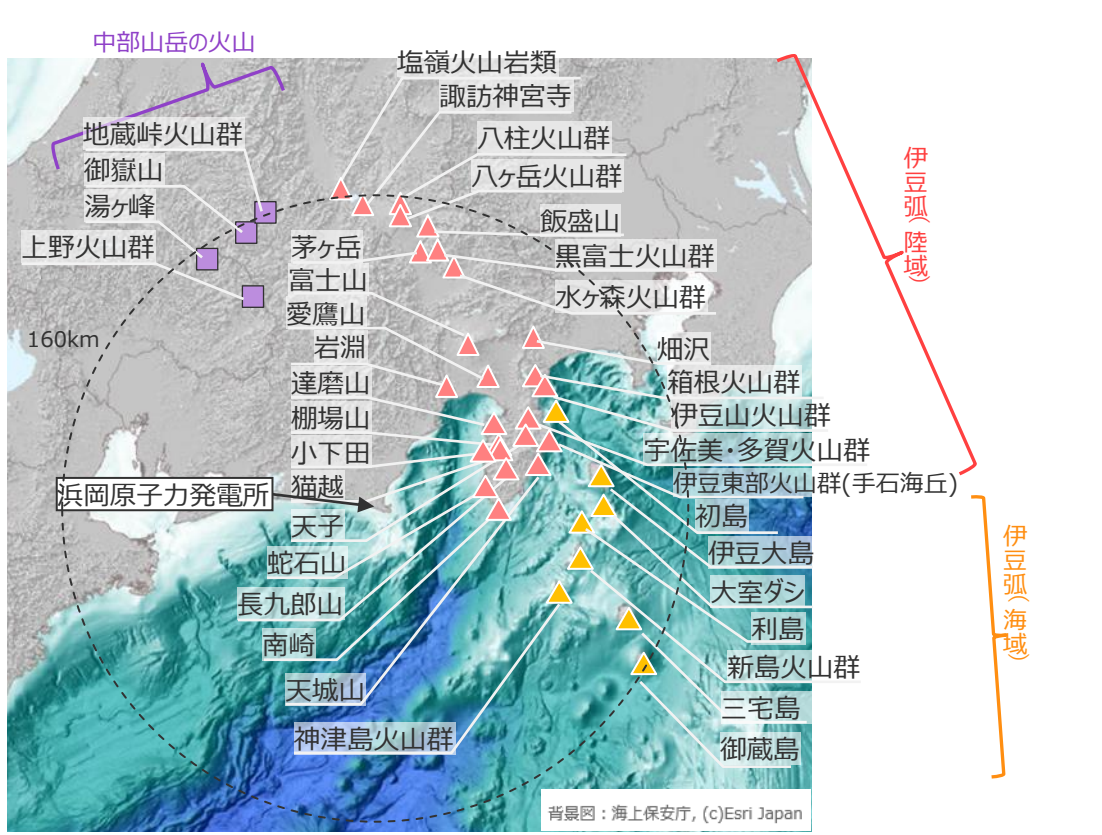 中部山岳の火山
塩嶺火山岩類
諏訪神宮寺
地蔵峠火山群
八柱火山群
御嶽山
八ヶ岳火山群
湯ヶ峰
飯盛山
上野火山群
茅ヶ岳
黒富士火山群
富士山
水ヶ森火山群
愛鷹山
160km
岩淵
畑沢
達磨山
箱根火山群
棚場山
伊豆山火山群
小下田
宇佐美・多賀火山群
猫越
伊豆東部火山群(手石海丘)
浜岡原子力発電所
天子
初島
蛇石山
伊豆大島
長九郎山
大室ダシ
南崎
利島
天城山
新島火山群
神津島火山群
三宅島
御蔵島
伊豆弧(陸域)
伊豆弧(海域)
背景図：海上保安庁, (c)Esri Japan